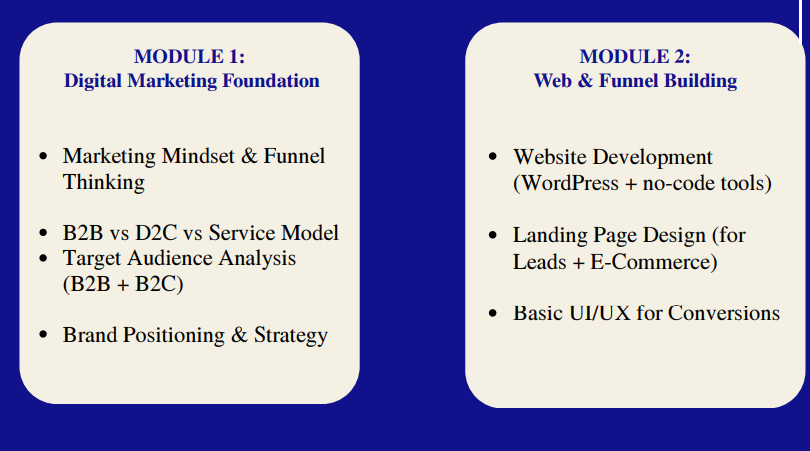 MODULE 1:
Digital Marketing Foundation
• Marketing Mindset & Funnel
Thinking
• B2B vs D2C vs Service Model
• Target Audience Analysis
(B2B + B2C)
• Brand Positioning & Strategy
MODULE 2:
Web & Funnel Building
• Website Development
(WordPress + no-code tools)
• Landing Page Design (for
Leads + E-Commerce)
• Basic UI/UX for Conversions